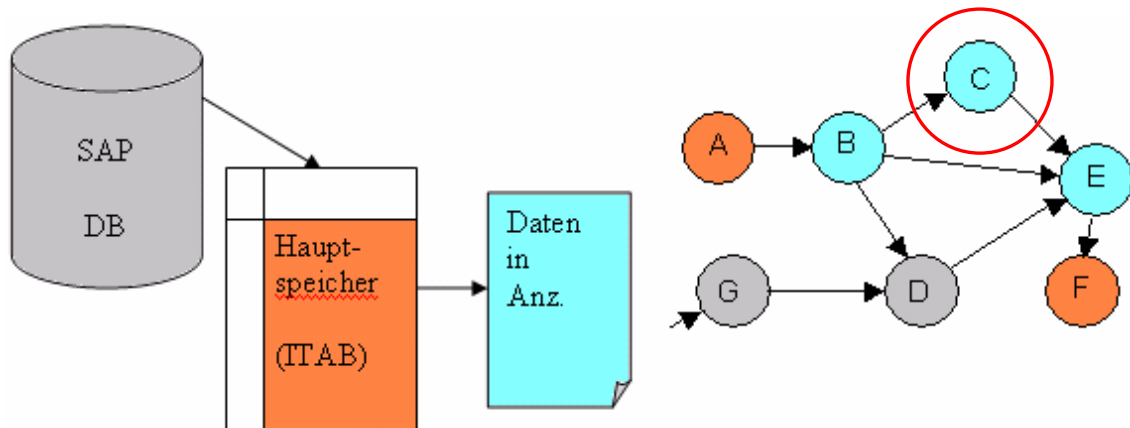 SAP
DB
Haupt-
speicher
(ITAB)
Daten
in
Anz.
A
B
C
E
G
D
F